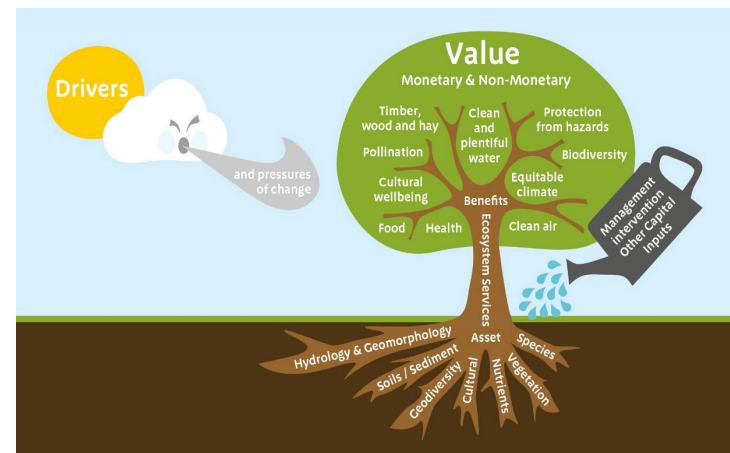 Drivers
and pressures
of change
Value
Monetary & Non-Monetary
Timber,
wood and hay
Clean
and
plentiful
water
Protection
from hazards
Pollination
Biodiversity
Cultural
wellbeing
Equitable
climate
Benefits
Food
Health
Clean air
Ecosystem Services
Management
intervention
Other Capital
Inputs
Asset
Hydrology & Geomorphology
Soils / Sediment
Geodiversity
Cultural
Nutrients
Vegetation
Species